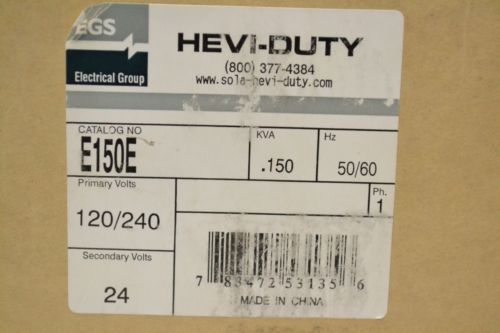 EGS
Electrical Group
HEVI-DUTY
(800) 377-4384
www.sola-hevi-duty.com
CATALOG NO
E150E
KVA
.150
Hz
50/60
Primary Volts
120/240
Ph.
1
Secondary Volts
24
7 83472 53135 6
MADE IN CHINA